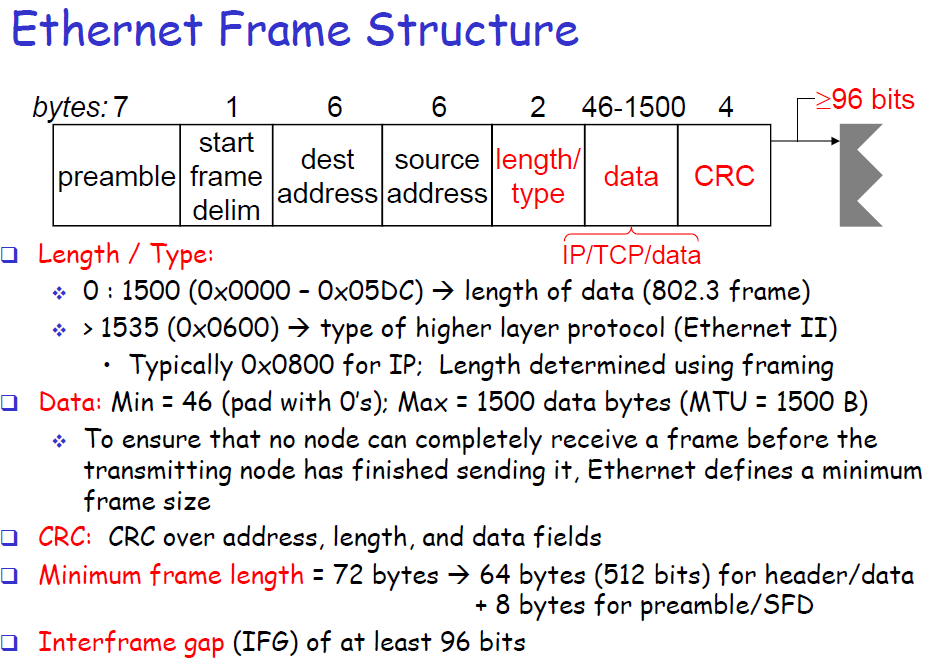 Ethernet Frame Structure
bytes: 7 1 6 6 2 46-1500 4 ≥96 bits
preamble
start frame delim
dest address
source address
length/ type
data
CRC
IP/TCP/data
❑ Length / Type:
❖ 0 : 1500 (0x0000 – 0x05DC) → length of data (802.3 frame)
❖ > 1535 (0x0600) → type of higher layer protocol (Ethernet II)
• Typically 0x0800 for IP; Length determined using framing
❑ Data: Min = 46 (pad with 0's); Max = 1500 data bytes (MTU = 1500 B)
❖ To ensure that no node can completely receive a frame before the
transmitting node has finished sending it, Ethernet defines a minimum
frame size
❑ CRC: CRC over address, length, and data fields
❑ Minimum frame length = 72 bytes → 64 bytes (512 bits) for header/data
+ 8 bytes for preamble/SFD
❑ Interframe gap (IFG) of at least 96 bits